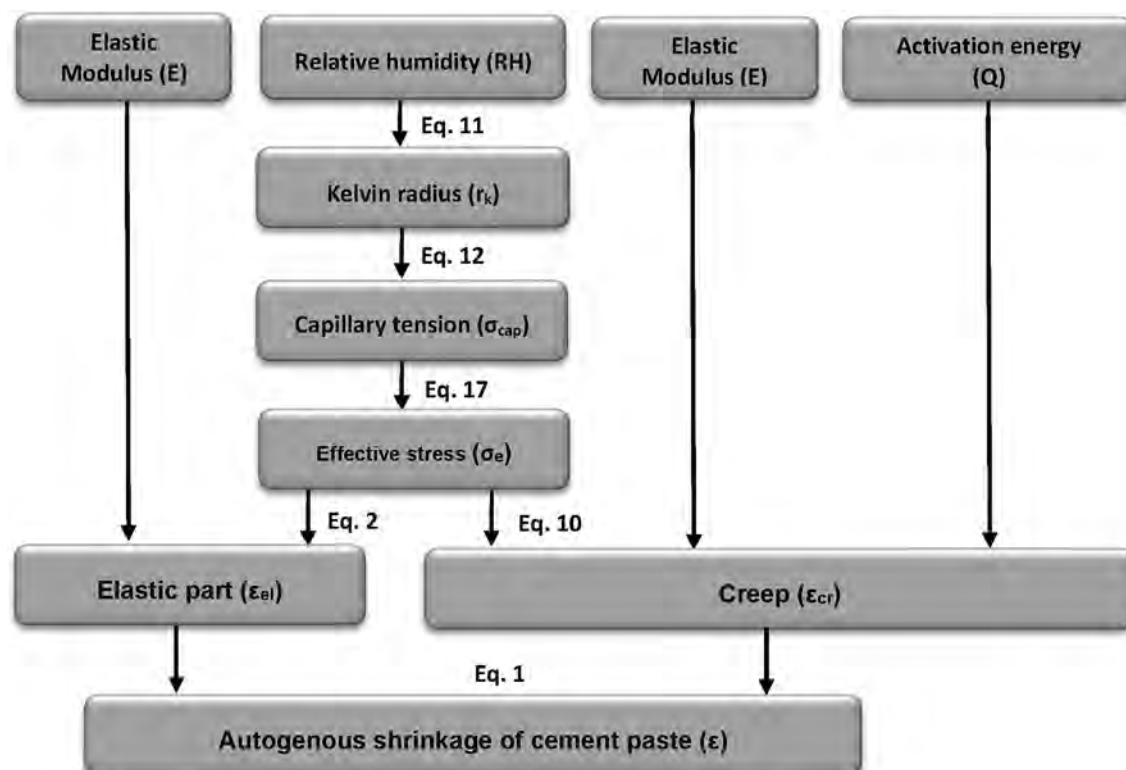 Elastic
Modulus (E)
Relative humidity (RH)
Elastic
Modulus (E)
Activation energy
(Q)
Eq. 11
Kelvin radius (rₖ)
Eq. 12
Capillary tension (σcap)
Eq. 17
Effective stress (σe)
Eq. 2
Eq. 10
Elastic part (εel)
Creep (εcr)
Eq. 1
Autogenous shrinkage of cement paste (ε)